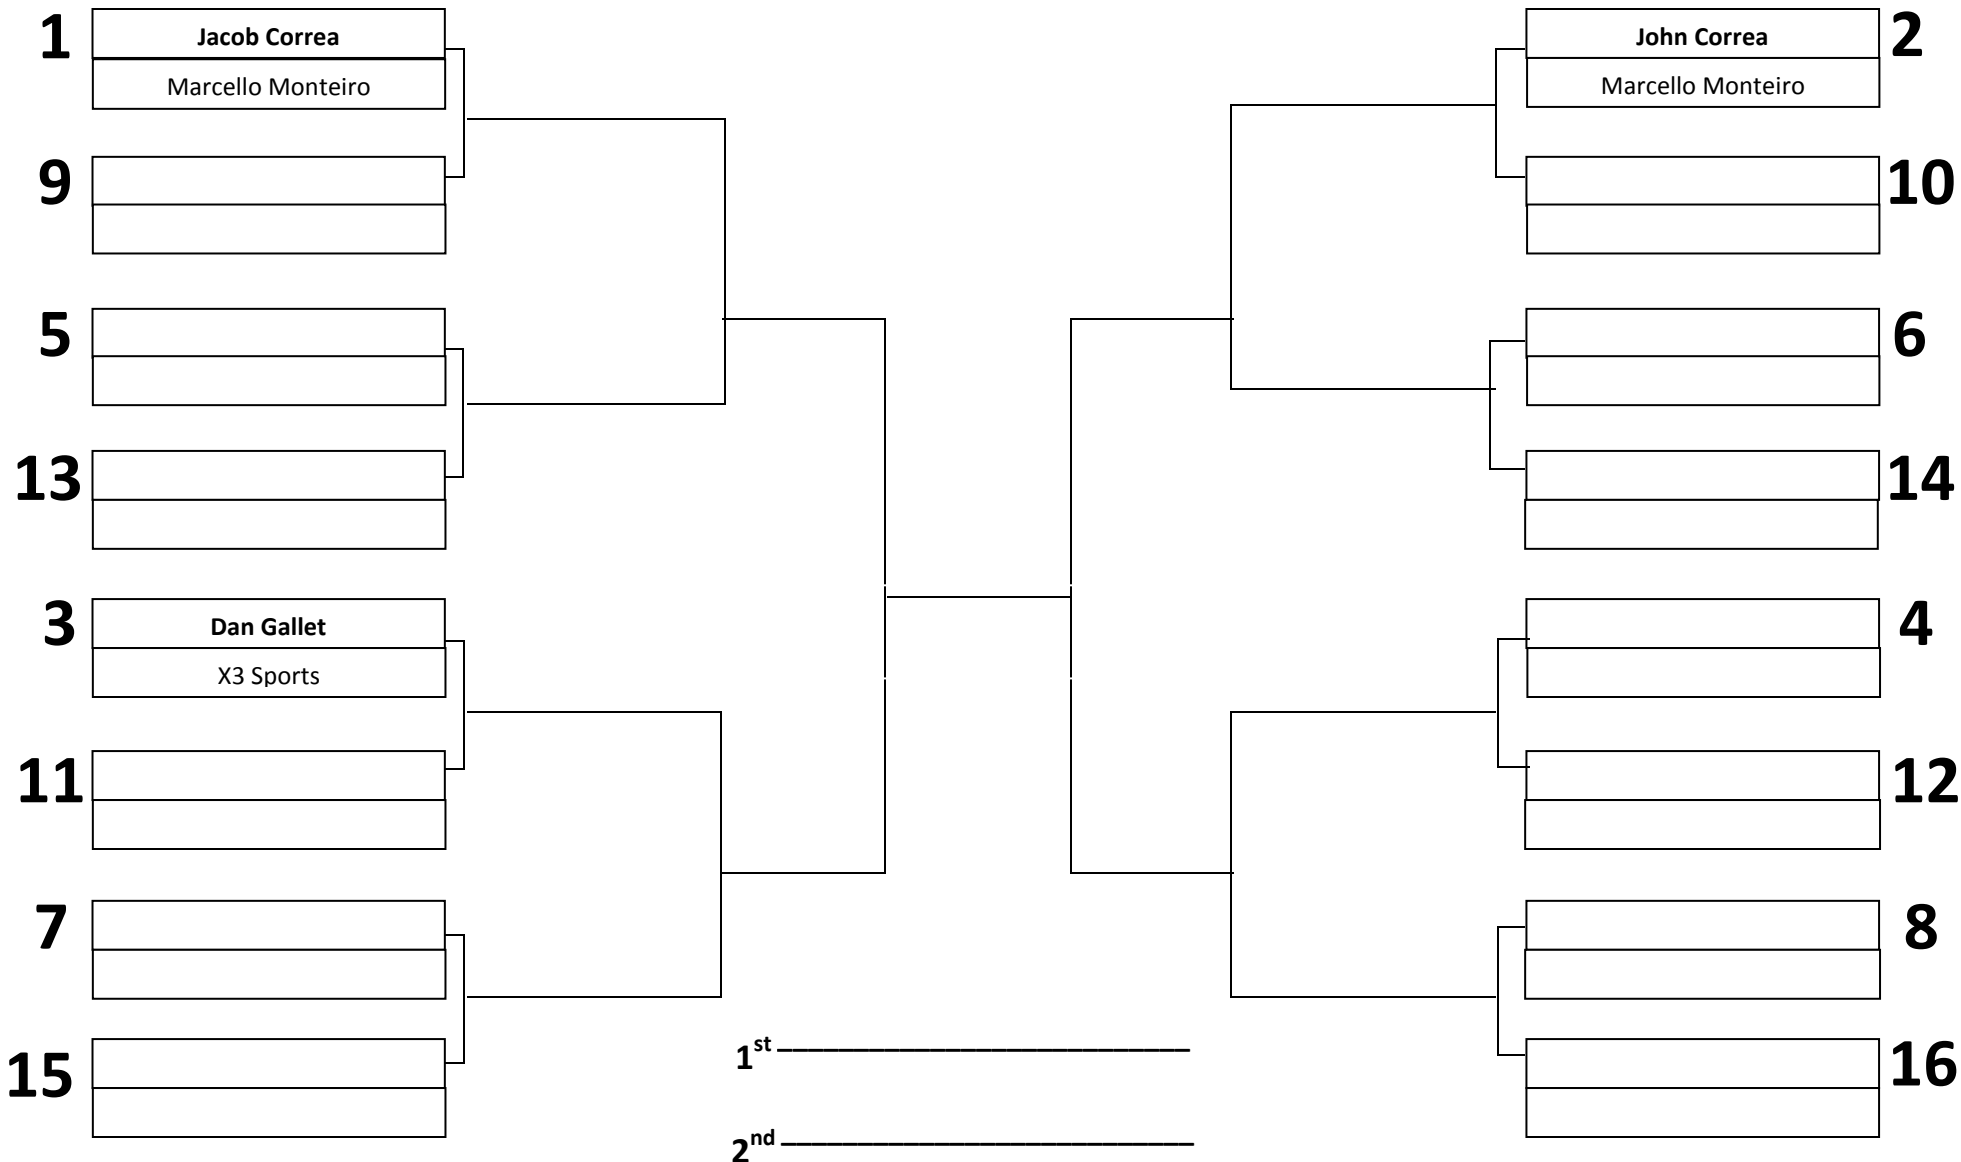 1
Jacob Correa
Marcello Monteiro
9
5
13
3
Dan Gallet
X3 Sports
11
7
15
2
John Correa
Marcello Monteiro
10
6
14
4
12
8
16
1st
2nd